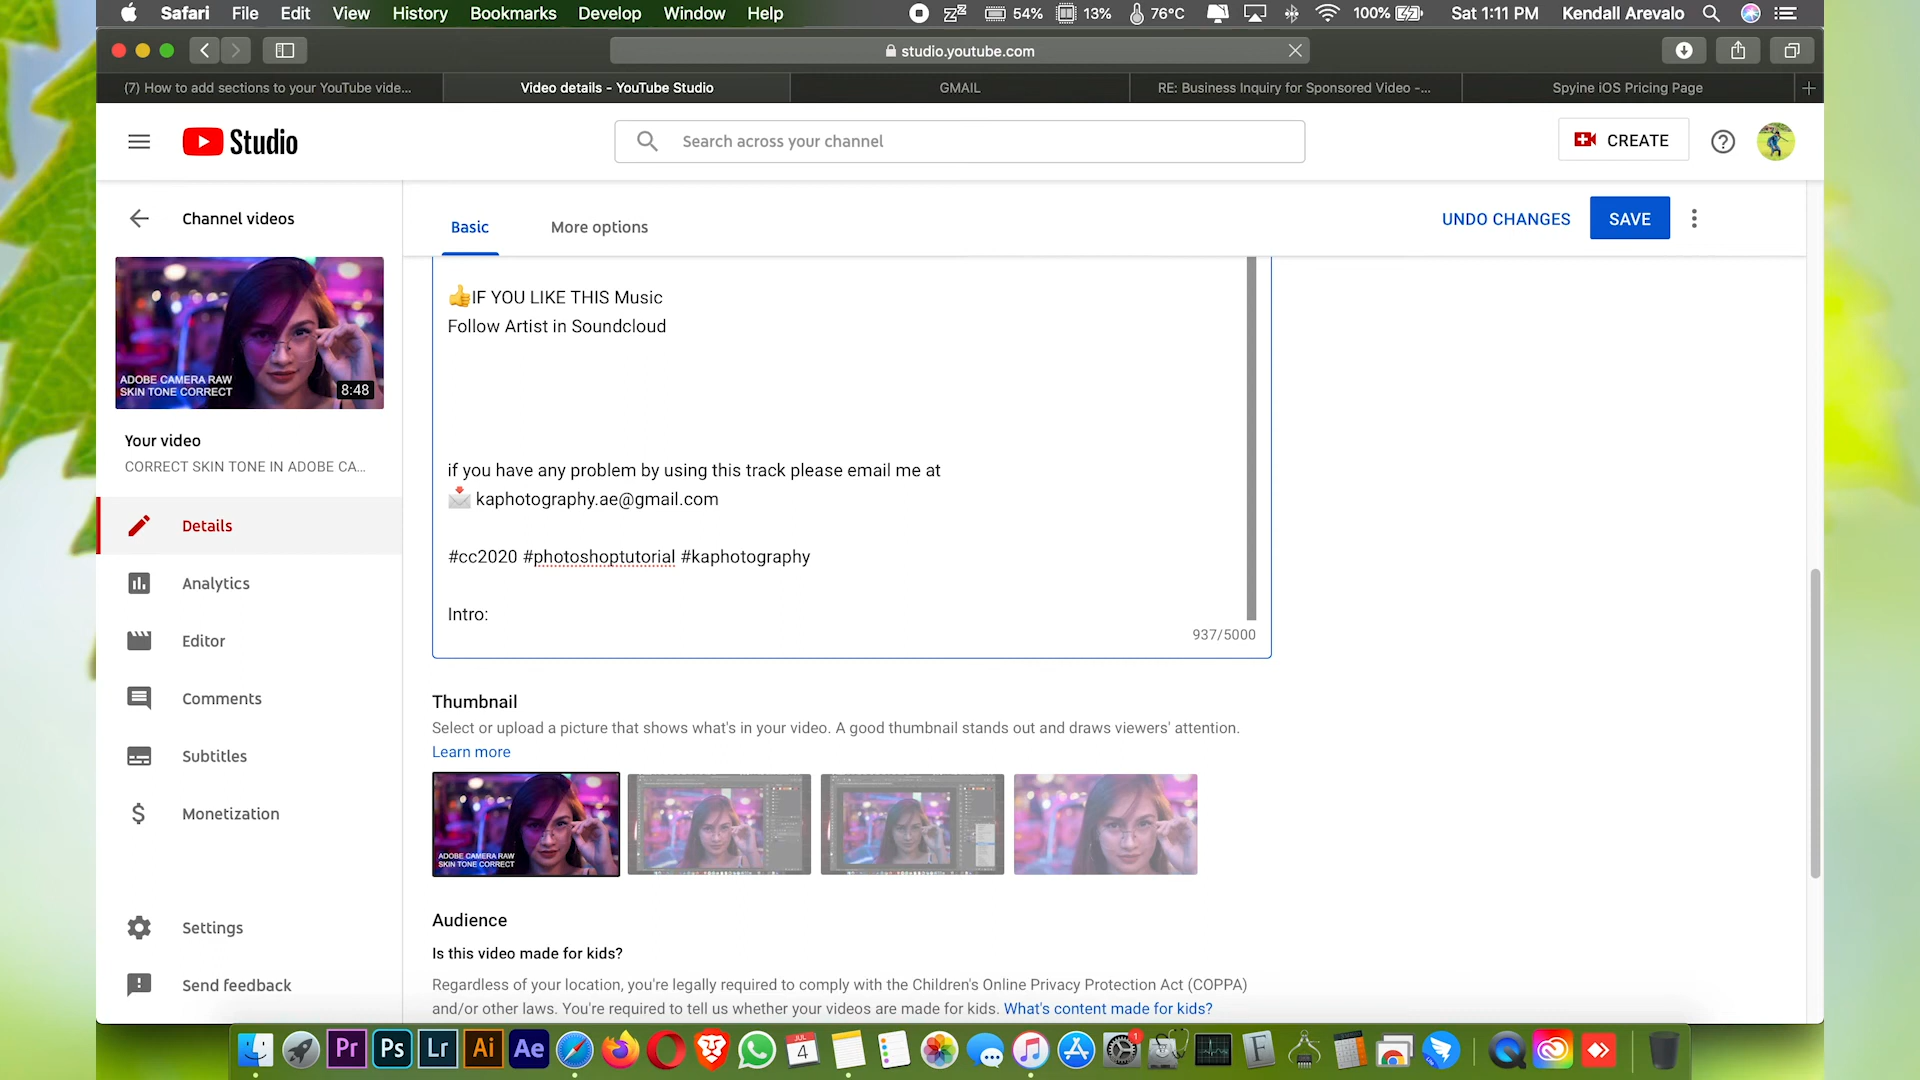 Safari File Edit View History Bookmarks Develop Window Help 54% 13% 76°C 100% Sat 1:11 PM Kendall Arevalo
studio.youtube.com
(7) How to add sections to your YouTube vide... Video details - YouTube Studio GMAIL RE: Business Inquiry for Sponsored Video -... Spyine iOS Pricing Page
Studio
Search across your channel
CREATE
Channel videos
Basic More options
UNDO CHANGES SAVE
ADOBE CAMERA RAW
SKIN TONE CORRECT
8:48
Your video
CORRECT SKIN TONE IN ADOBE CA...
Details
Analytics
Editor
Comments
Subtitles
Monetization
Settings
Send feedback
👍IF YOU LIKE THIS Music
Follow Artist in Soundcloud
if you have any problem by using this track please email me at
📩 kaphotography.ae@gmail.com
#cc2020 #photoshoptutorial #kaphotography
Intro:
937/5000
Thumbnail
Select or upload a picture that shows what's in your video. A good thumbnail stands out and draws viewers' attention.
Learn more
ADOBE CAMERA RAW
SKIN TONE CORRECT
Audience
Is this video made for kids?
Regardless of your location, you're legally required to comply with the Children's Online Privacy Protection Act (COPPA)
and/or other laws. You're required to tell us whether your videos are made for kids. What's content made for kids?
Pr Ps Lr Ai Ae JUL 4 1